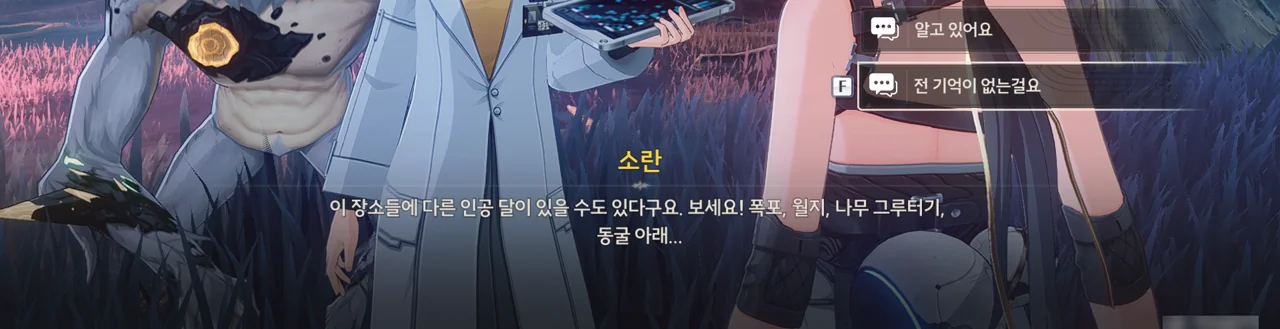 알고 있어요
F
전 기억이 없는걸요
소란
이 장소들에 다른 인공 달이 있을 수도 있다구요. 보세요! 폭포, 월지, 나무 그루터기,
동굴 아래...